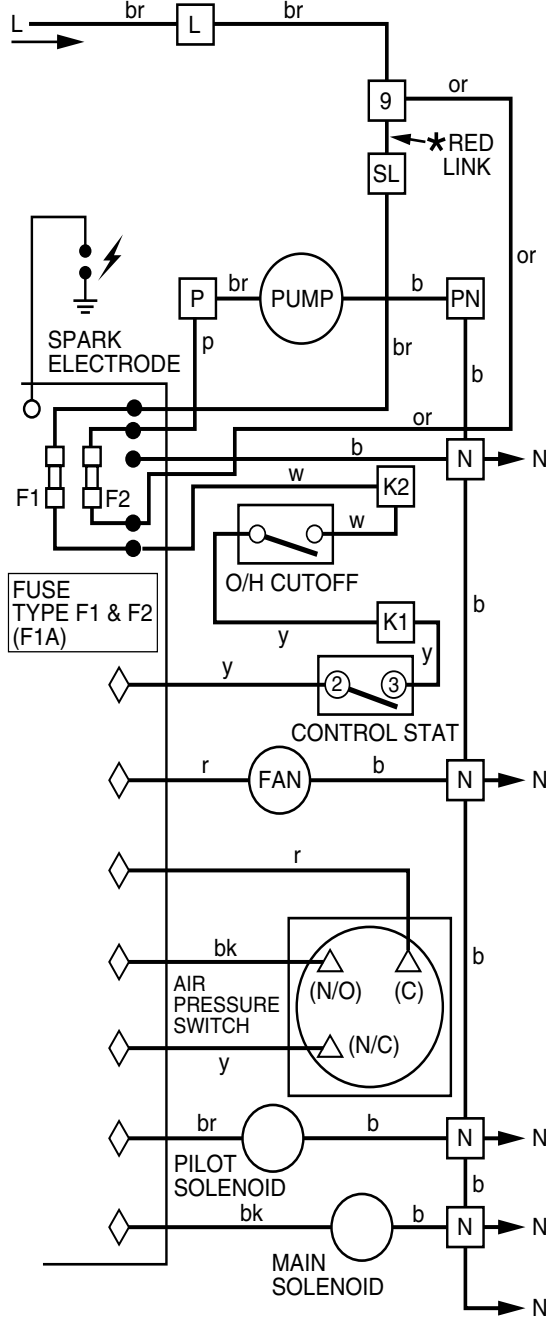 br
br
L
L
or
9
*RED
LINK
SL
or
br
b
P
PUMP
PN
SPARK
ELECTRODE
p
br
b
or
b
N
N
w
K2
F1
F2
w
O/H CUTOFF
FUSE
TYPE F1 & F2
(F1A)
b
K1
y
y
y
2
3
CONTROL STAT
r
FAN
b
N
N
r
bk
b
AIR
PRESSURE
SWITCH
(N/O)
(C)
(N/C)
y
br
b
N
N
PILOT
SOLENOID
b
bk
b
N
N
MAIN
SOLENOID
N